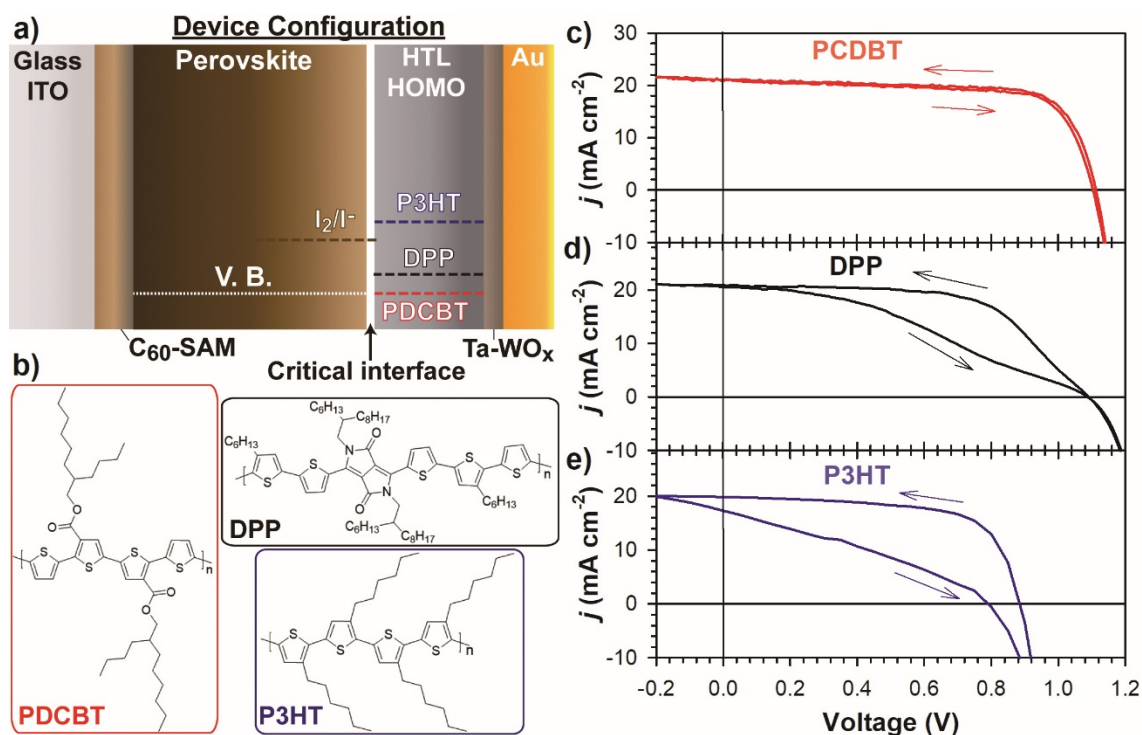 a)
Device Configuration
Glass
ITO
Perovskite
HTL
HOMO
Au
P3HT
I₂/I⁻
DPP
V. B.
PDCBT
C₆₀-SAM
Critical interface
Ta-WOₓ
b)
C₆H₁₃
C₈H₁₇
C₆H₁₃
O
N
S
S
S
S
S
n
N
O
C₆H₁₃
C₆H₁₃
C₈H₁₇
DPP
O
O
S
S
S
S
n
O
O
PDCBT
S
S
S
S
n
P3HT
c)
PCDBT
j (mA cm⁻²)
30
20
10
0
-10
d)
DPP
j (mA cm⁻²)
20
10
0
-10
e)
P3HT
j (mA cm⁻²)
20
10
0
-10
-0.2 0.0 0.2 0.4 0.6 0.8 1.0 1.2
Voltage (V)